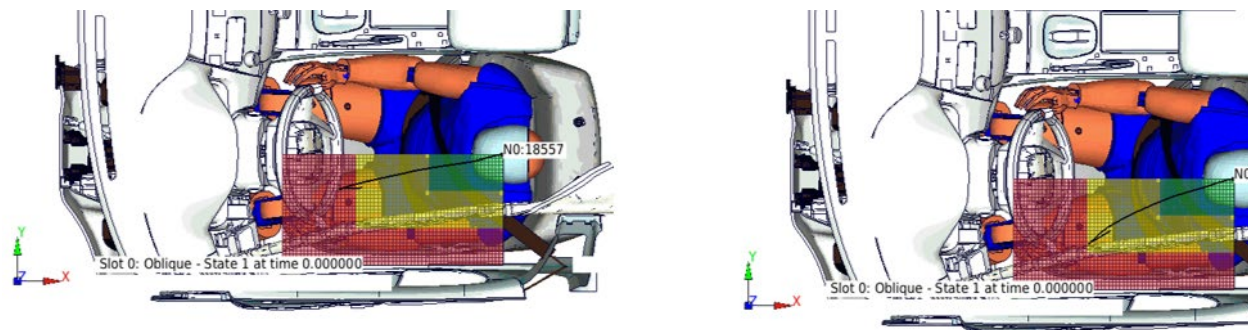 N0:18557
Y
Z
X
Slot 0: Oblique - State 1 at time 0.000000
N0
Y
Z
X
Slot 0: Oblique - State 1 at time 0.000000